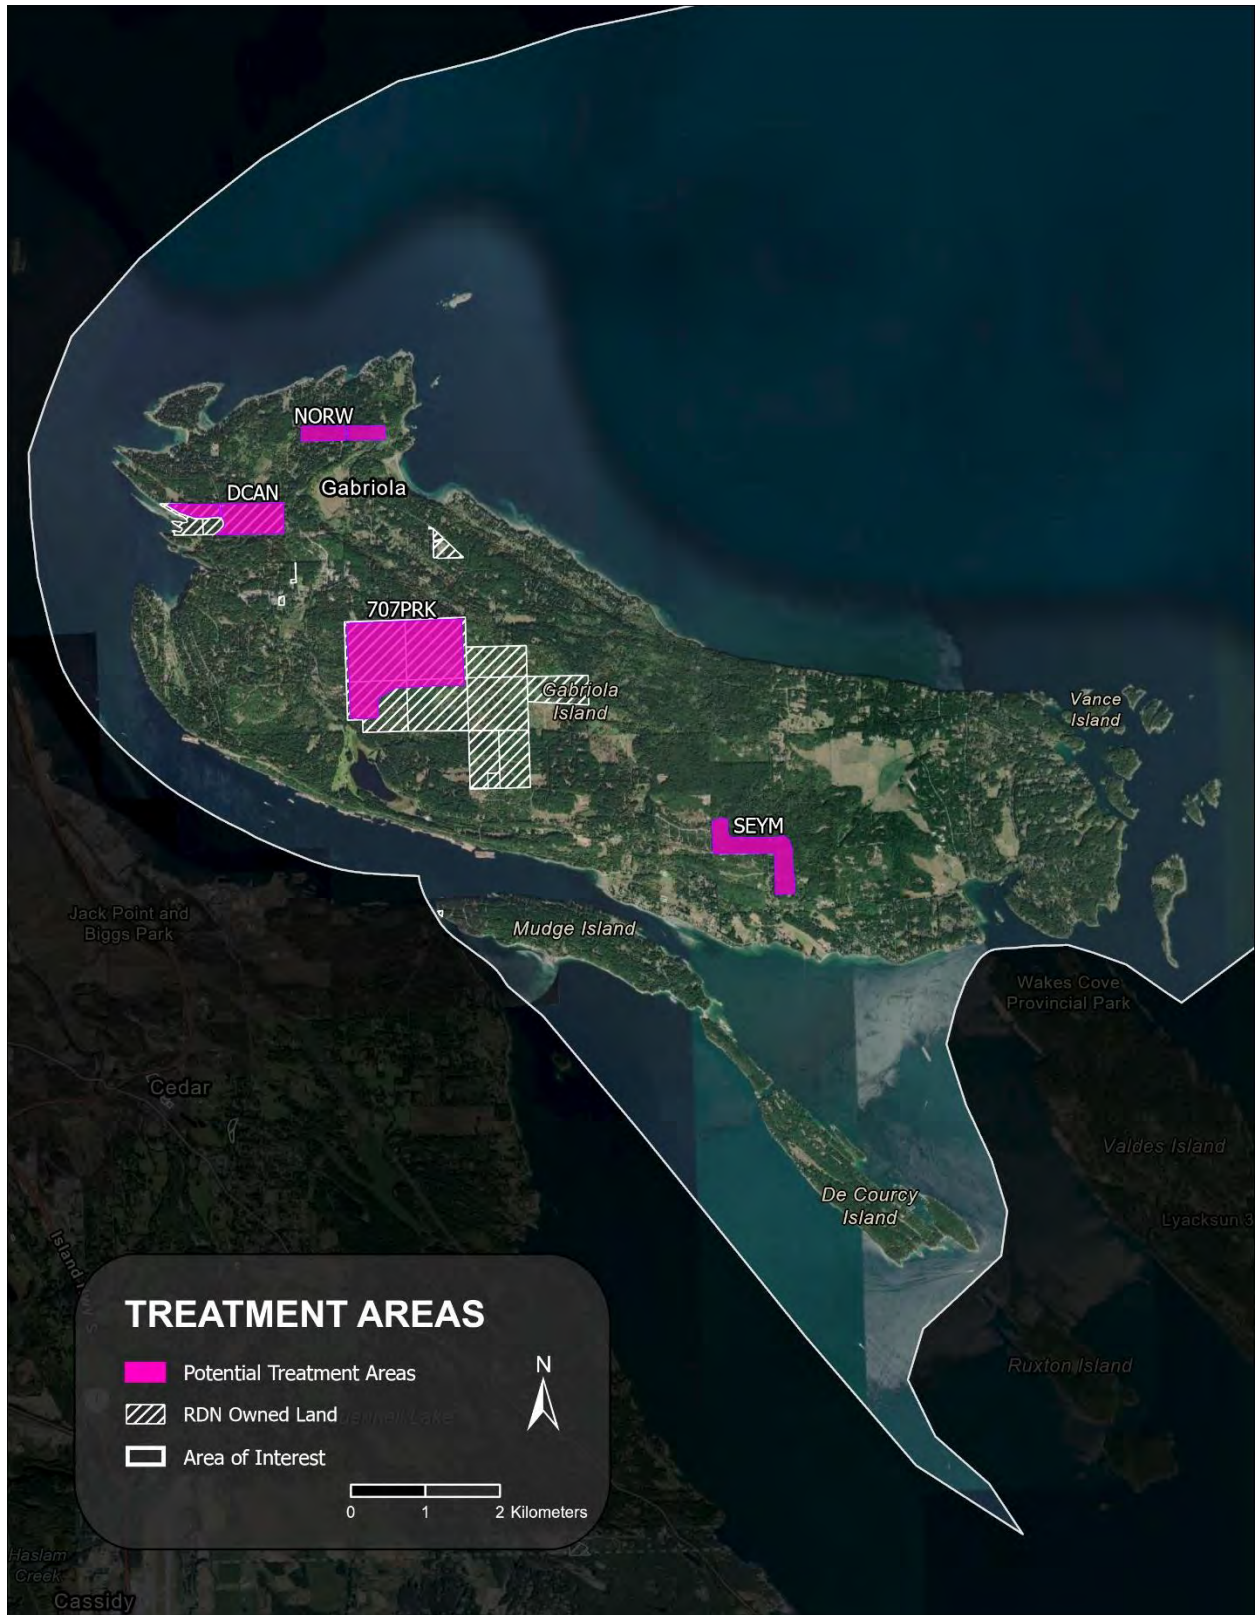 NORW
DCAN
Gabriola
707PRK
Gabriola
Island
Vance
Island
SEYM
Jack Point and
Biggs Park
Mudge Island
Wakes Cove
Provincial Park
Cedar
Valdes Island
De Courcy
Island
Lyacksun 3
Ruxton Island
TREATMENT AREAS
Potential Treatment Areas
RDN Owned Land
Area of Interest
N
0 1 2 Kilometers
Haslam
Creek
Cassidy